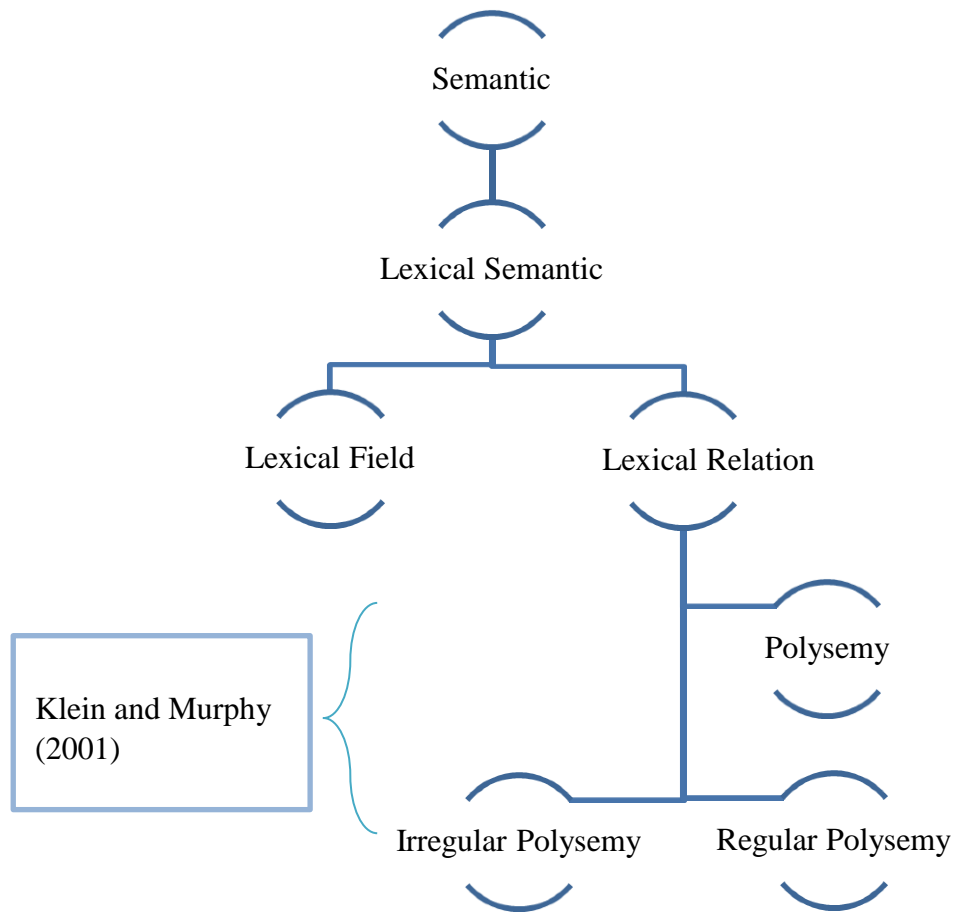 Semantic
Lexical Semantic
Lexical Field
Lexical Relation
Polysemy
Klein and Murphy
(2001)
Irregular Polysemy
Regular Polysemy